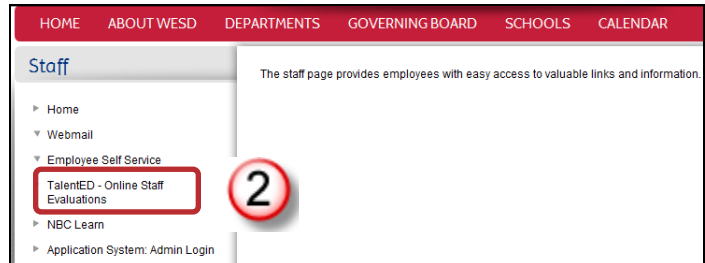 HOME ABOUT WESD DEPARTMENTS GOVERNING BOARD SCHOOLS CALENDAR
Staff
The staff page provides employees with easy access to valuable links and information.
Home
Webmail
Employee Self Service
TalentED - Online Staff
Evaluations
2
NBC Learn
Application System: Admin Login